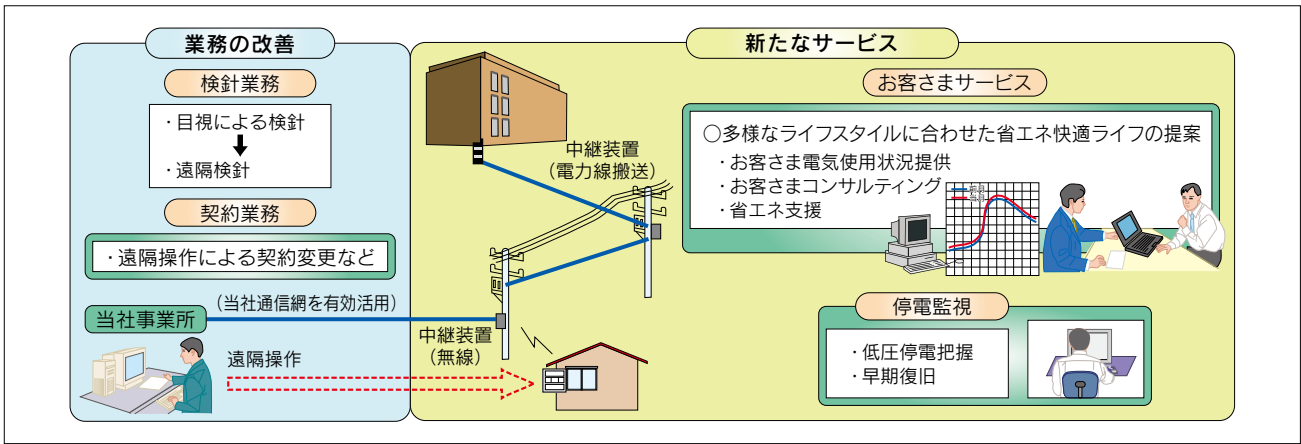 業務の改善
検針業務
・目視による検針
・遠隔検針
契約業務
・遠隔操作による契約変更など
(当社通信網を有効活用)
当社事業所
遠隔操作
新たなサービス
中継装置
(電力線搬送)
中継装置
(無線)
お客さまサービス
○多様なライフスタイルに合わせた省エネ快適ライフの提案
・お客さま電気使用状況提供
・お客さまコンサルティング
・省エネ支援
停電監視
・低圧停電把握
・早期復旧